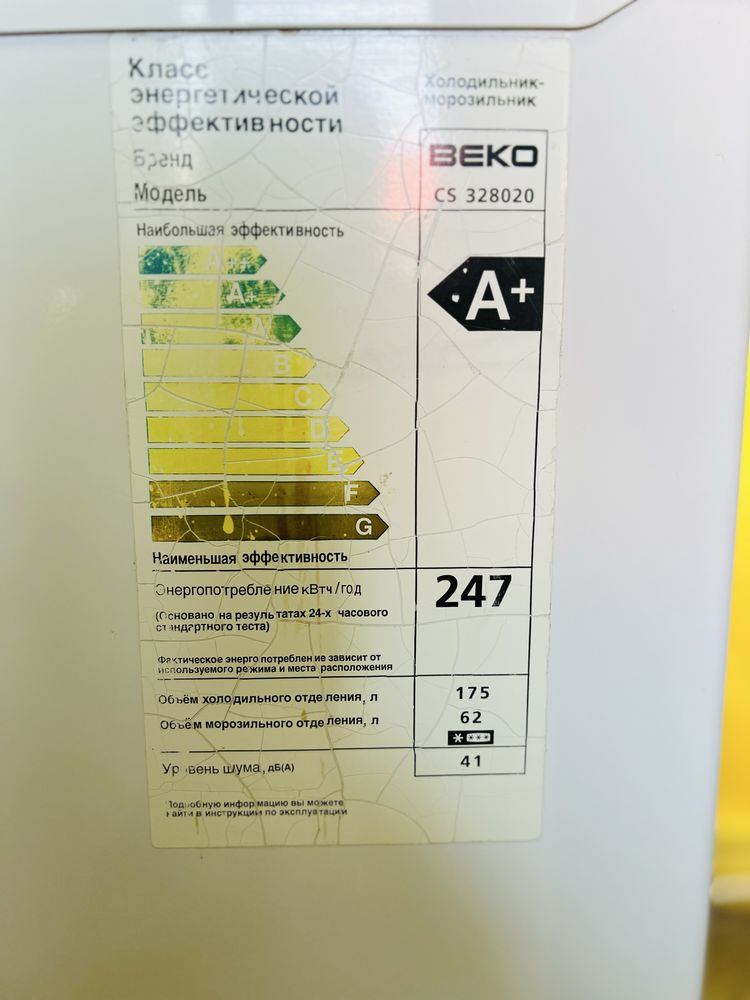 Класс
энергетической
эффективности
Холодильник-
морозильник
Бренд
BEKO
Модель
CS 328020
Наибольшая эффективность
A++
A+
A+
A
B
C
D
E
F
G
Наименьшая эффективность
Энергопотребление кВтч/год
247
(Основано на результатах 24-х часового
стандартного теста)
Фактическое энергопотребление зависит от
используемого режима и места расположения
Объём холодильного отделения, л
175
Объём морозильного отделения, л
62
Уровень шума, дБ(А)
41
Подробную информацию вы можете
найти в инструкции по эксплуатации